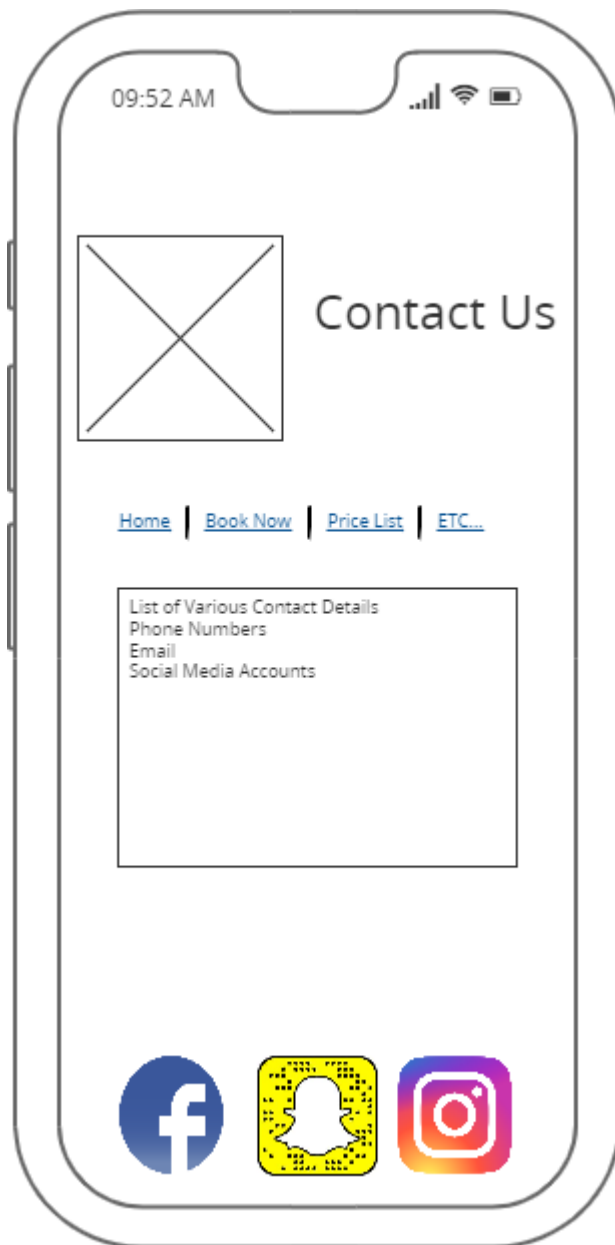 09:52 AM
Contact Us
Home | Book Now | Price List | ETC...
List of Various Contact Details
Phone Numbers
Email
Social Media Accounts